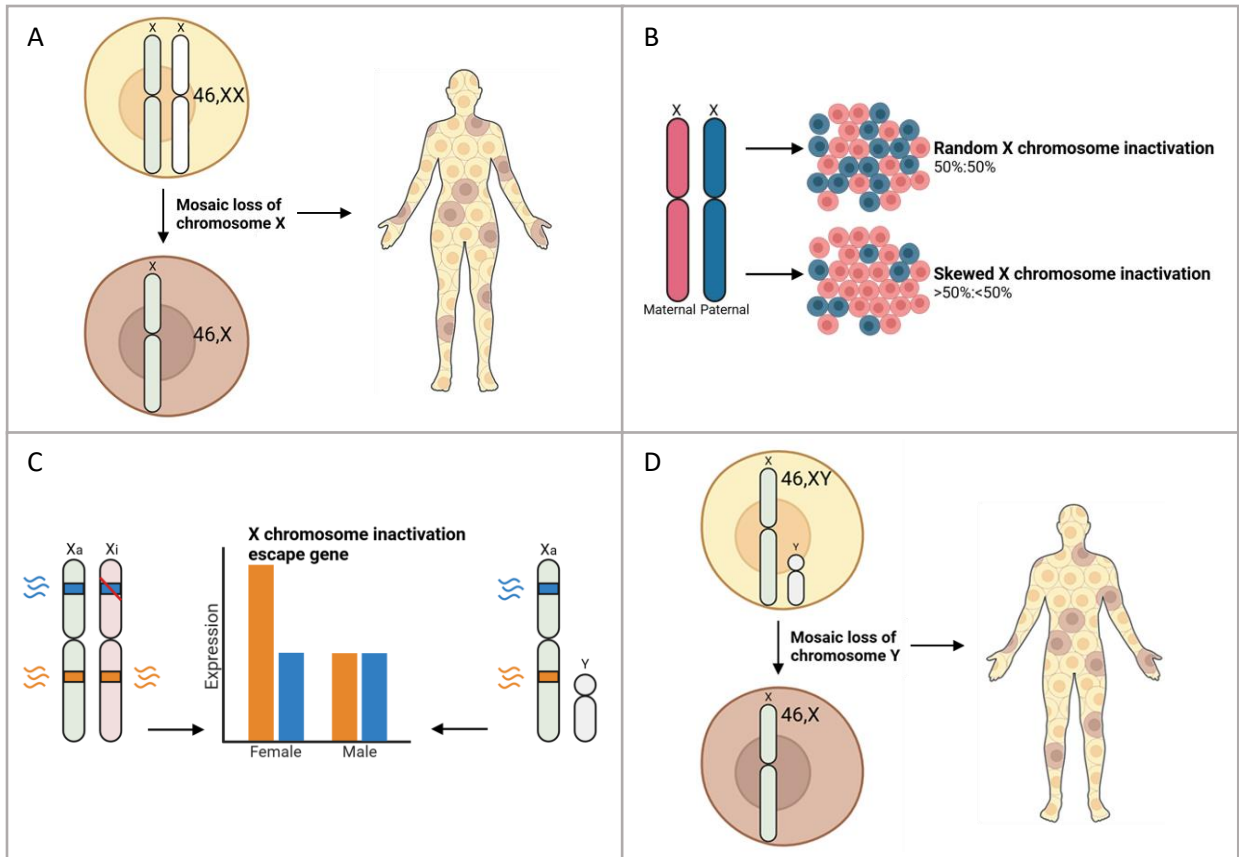 A
X X
46,XX
Mosaic loss of
chromosome X
X
46,X
B
X X
Maternal Paternal
Random X chromosome inactivation
50%:50%
Skewed X chromosome inactivation
>50%:<50%
C
Xa Xi
X chromosome inactivation
escape gene
Expression
Female Male
Xa
Y
D
X
46,XY
Y
Mosaic loss of
chromosome Y
X
46,X